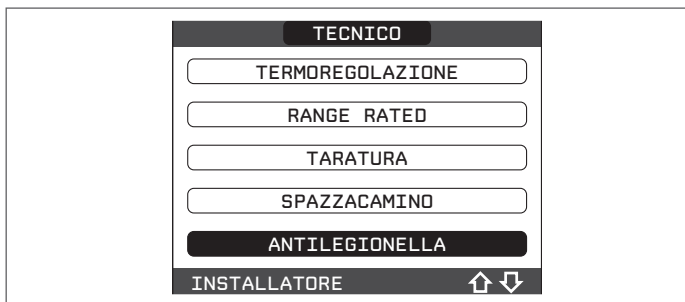 TECNICO
TERMOREGOLAZIONE
RANGE RATED
TARATURA
SPAZZACAMINO
ANTILEGIONELLA
INSTALLATORE